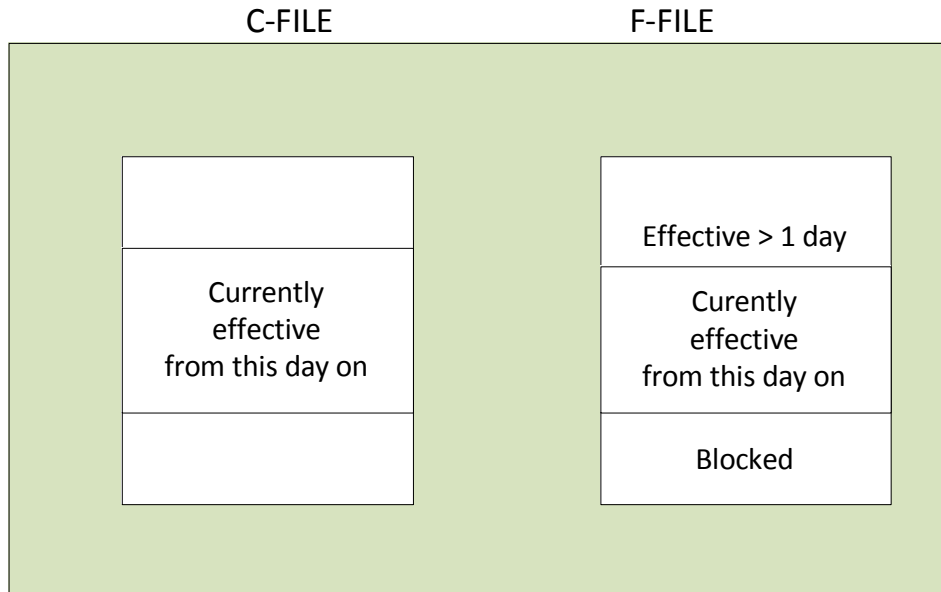 C-FILE
F-FILE
Currently
effective
from this day on
Effective > 1 day
Curently
effective
from this day on
Blocked